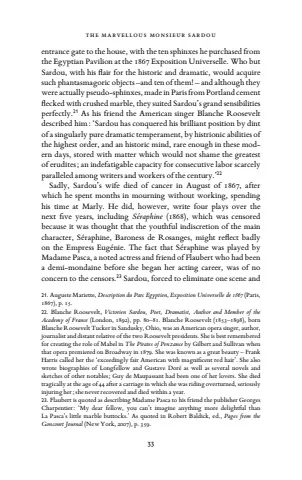 THE MARVELLOUS MONSIEUR SARDOU
entrance gate to the house, with the ten sphinxes he purchased from
the Egyptian Pavilion at the 1867 Exposition Universelle. Who but
Sardou, with his flair for the historic and dramatic, would acquire
such phantasmagoric objects – and ten of them! – and although they
were actually pseudo-sphinxes, made in Paris from Portland cement
flecked with crushed marble, they suited Sardou's grand sensibilities
perfectly.21 As his friend the American singer Blanche Roosevelt
described him: 'Sardou has conquered his brilliant position by dint
of a singularly pure dramatic temperament, by histrionic abilities of
the highest order, and an historic mind, rare enough in these mod-
ern days, stored with matter which would not shame the greatest
of erudites; an indefatigable capacity for consecutive labor scarcely
paralleled among writers and workers of the century.'22
Sadly, Sardou's wife died of cancer in August of 1867, after
which he spent months in mourning without working, spending
his time at Marly. He did, however, write four plays over the
next five years, including Séraphine (1868), which was censored
because it was thought that the youthful indiscretion of the main
character, Séraphine, Baroness de Rosanges, might reflect badly
on the Empress Eugénie. The fact that Séraphine was played by
Madame Pasca, a noted actress and friend of Flaubert who had been
a demi-mondaine before she began her acting career, was of no
concern to the censors.23 Sardou, forced to eliminate one scene and
21. Auguste Mariette, Description du Parc Egyptien, Exposition Universelle de 1867 (Paris,
1867), p. 15.
22. Blanche Roosevelt, Victorien Sardou, Poet, Dramatist, Author and Member of the
Academy of France (London, 1892), pp. 80–81. Blanche Roosevelt (1853–1898), born
Blanche Roosevelt Tucker in Sandusky, Ohio, was an American opera singer, author,
journalist and distant relative of the two Roosevelt presidents. She is best remembered
for creating the role of Mabel in The Pirates of Penzance by Gilbert and Sullivan when
that opera premiered on Broadway in 1879. She was known as a great beauty – Frank
Harris called her the 'exceedingly fair American with magnificent red hair'. She also
wrote biographies of Longfellow and Gustave Doré as well as several novels and
sketches of other notables; Guy de Maupassant had been one of her lovers. She died
tragically at the age of 44 after a carriage in which she was riding overturned, seriously
injuring her; she never recovered and died within a year.
23. Flaubert is quoted as describing Madame Pasca to his friend the publisher Georges
Charpentier: 'My dear fellow, you can't imagine anything more delightful than
La Pasca's little marble buttocks.' As quoted in Robert Baldick, ed., Pages from the
Goncourt Journal (New York, 2007), p. 359.
33